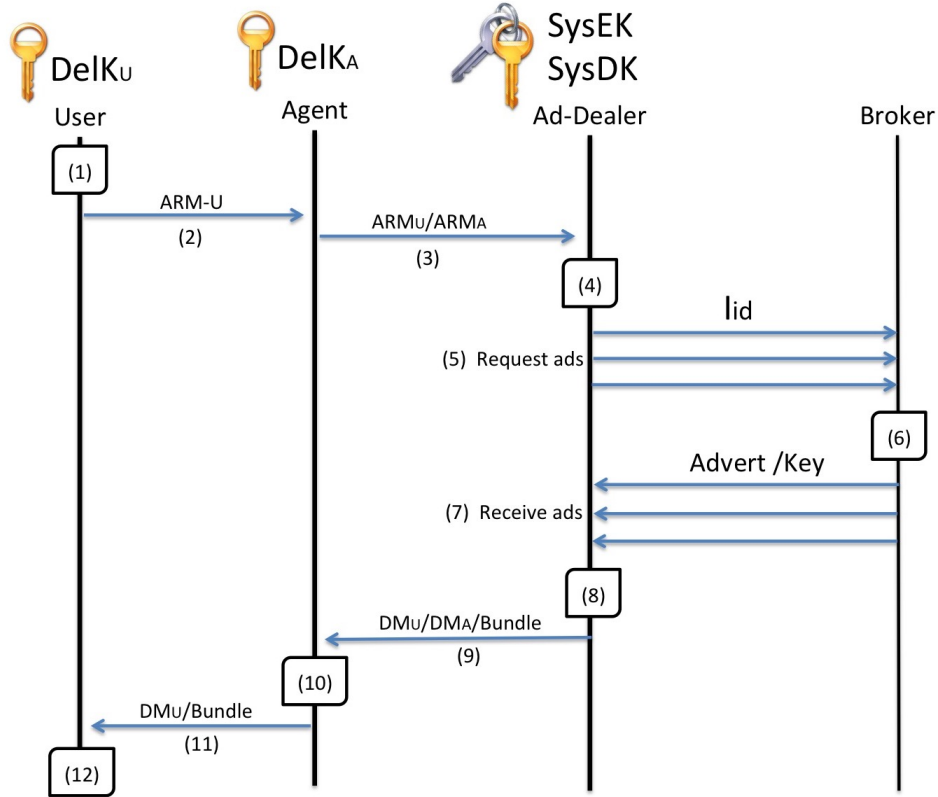 SysEK
SysDK
DelKU
DelKA
User
Agent
Ad-Dealer
Broker
(1)
ARM-U
(2)
ARMU/ARMA
(3)
(4)
Iid
(5) Request ads
(6)
Advert /Key
(7) Receive ads
(8)
DMU/DMA/Bundle
(9)
(10)
DMU/Bundle
(11)
(12)